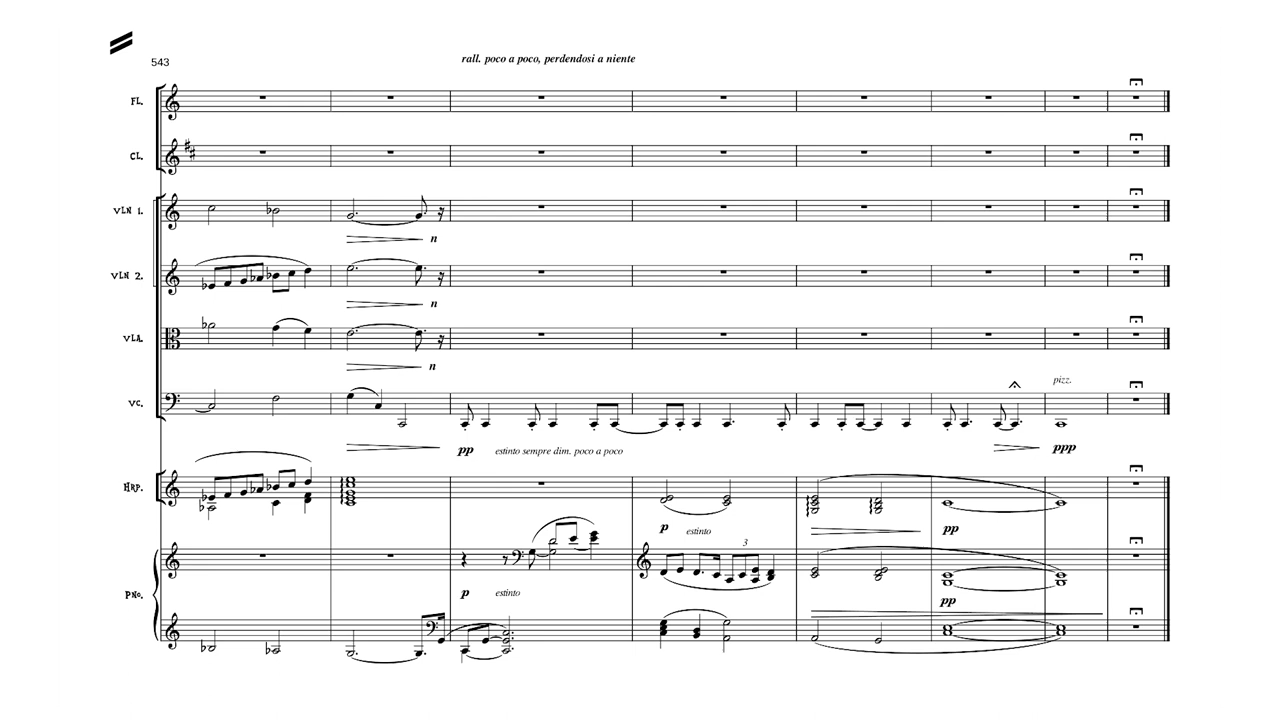 543
rall. poco a poco, perdendosi a niente
FL.
CL.
VLN 1.
n
VLN 2.
n
VLA.
n
pizz.
VC.
pp estinto sempre dim. poco a poco ppp
HRP.
p estinto pp
3
p estinto pp
PNO.